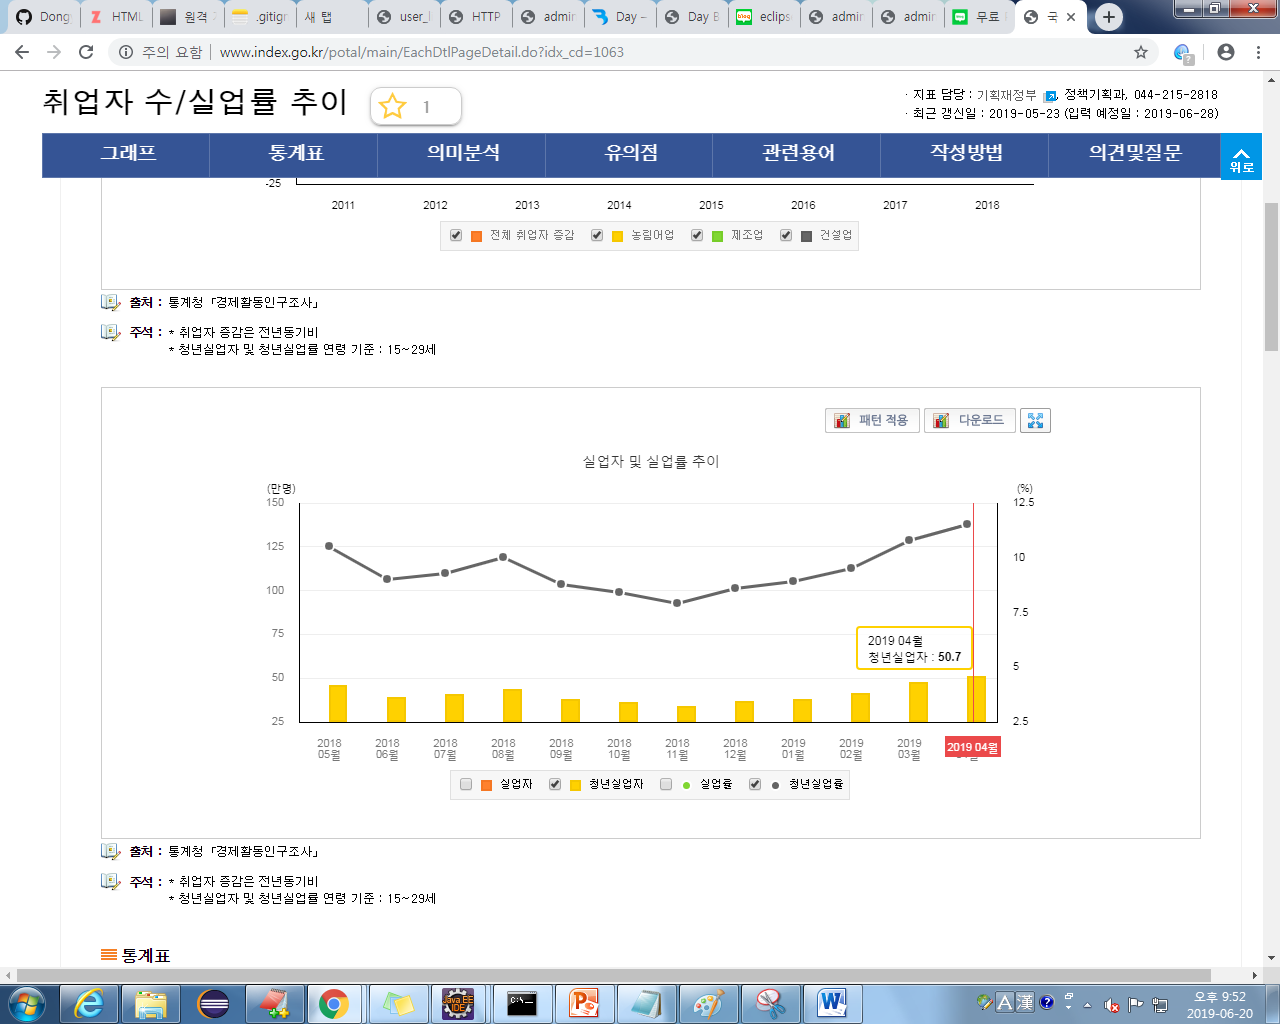 Dong
HTML
원격
.gitigr
새 탭
user_
HTTP
admir
Day –
Day B
eclips
admir
admir
무료
국
주의 요함 | www.index.go.kr/potal/main/EachDtlPageDetail.do?idx_cd=1063
취업자 수/실업률 추이
1
· 지표 담당 : 기획재정부 , 정책기획과, 044-215-2818
· 최근 갱신일 : 2019-05-23 (입력 예정일 : 2019-06-28)
그래프 통계표 의미분석 유의점 관련용어 작성방법 의견및질문
위로
-25
2011 2012 2013 2014 2015 2016 2017 2018
전체 취업자 증감 농림어업 제조업 건설업
출처 : 통계청 「경제활동인구조사」
주석 : * 취업자 증감은 전년동기비
* 청년실업자 및 청년실업률 연령 기준 : 15~29세
패턴 적용 다운로드
실업자 및 실업률 추이
(만명) (%)
150 12.5
125
10
100
7.5
75
2019 04월
청년실업자 : 50.7
5
50
25 2.5
2018 05월
2018 06월
2018 07월
2018 08월
2018 09월
2018 10월
2018 11월
2018 12월
2019 01월
2019 02월
2019 03월
2019 04월
실업자 청년실업자 실업률 청년실업률
출처 : 통계청 「경제활동인구조사」
주석 : * 취업자 증감은 전년동기비
* 청년실업자 및 청년실업률 연령 기준 : 15~29세
통계표
Java EE
IDE
C:\_
A 漢
오후 9:52
2019-06-20